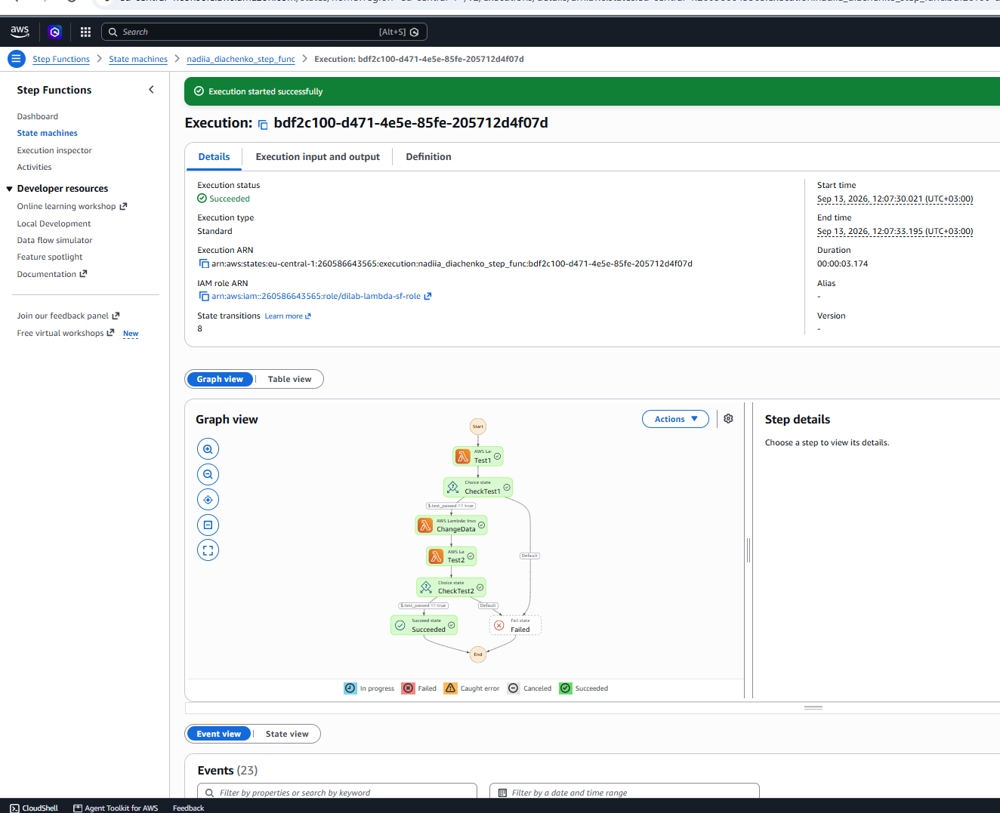 aws
Search
[Alt+S]
Step Functions
State machines
nadiia_diachenko_step_func
Execution: bdf2c100-d471-4e5e-85fe-205712d4f07d
Step Functions
Dashboard
State machines
Execution inspector
Activities
Developer resources
Online learning workshop
Local Development
Data flow simulator
Feature spotlight
Documentation
Join our feedback panel
Free virtual workshops New
Execution started successfully
Execution: bdf2c100-d471-4e5e-85fe-205712d4f07d
Details
Execution input and output
Definition
Execution status
Succeeded
Execution type
Standard
Execution ARN
arn:aws:states:eu-central-1:260586643565:execution:nadiia_diachenko_step_func:bdf2c100-d471-4e5e-85fe-205712d4f07d
IAM role ARN
arn:aws:iam::260586643565:role/dilab-lambda-sf-role
State transitions Learn more
8
Start time
Sep 13, 2026, 12:07:30.021 (UTC+03:00)
End time
Sep 13, 2026, 12:07:33.195 (UTC+03:00)
Duration
00:00:03.174
Alias
-
Version
-
Graph view
Table view
Graph view
Actions
Start
AWS La
Test1
Choice state
CheckTest1
$.test_passed == true
AWS Lambda: Invo
ChangeData
AWS La
Test2
Default
Choice state
CheckTest2
$.test_passed == true
Default
Succeed state
Succeeded
Fail state
Failed
End
In progress
Failed
Caught error
Canceled
Succeeded
Step details
Choose a step to view its details.
Event view
State view
Events (23)
Filter by properties or search by keyword
Filter by a date and time range
CloudShell
Agent Toolkit for AWS
Feedback